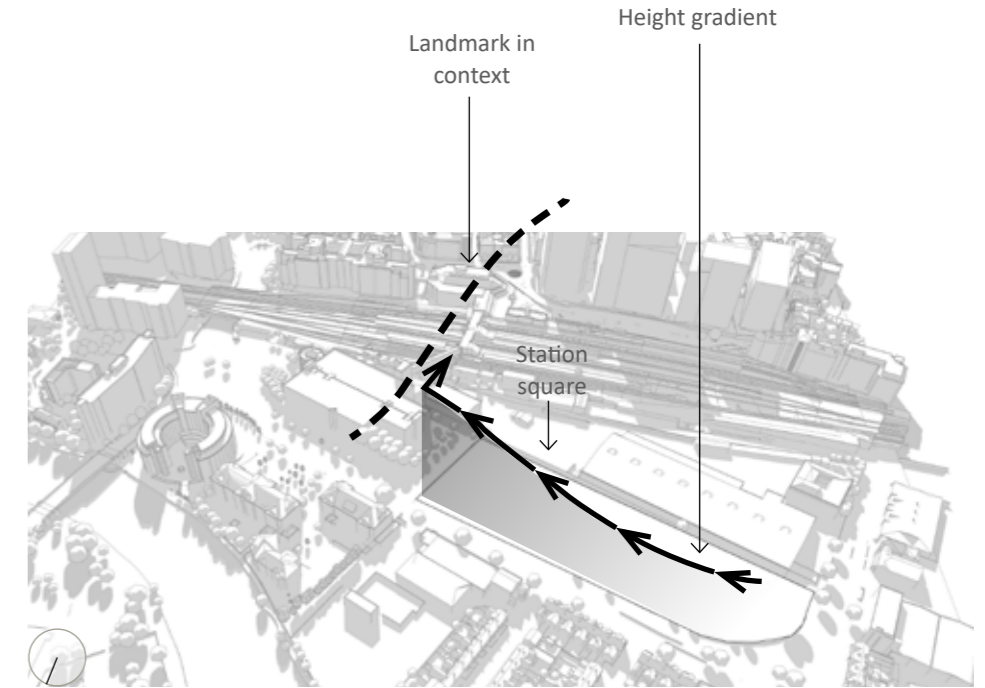 Height gradient
Landmark in
context
Station
square